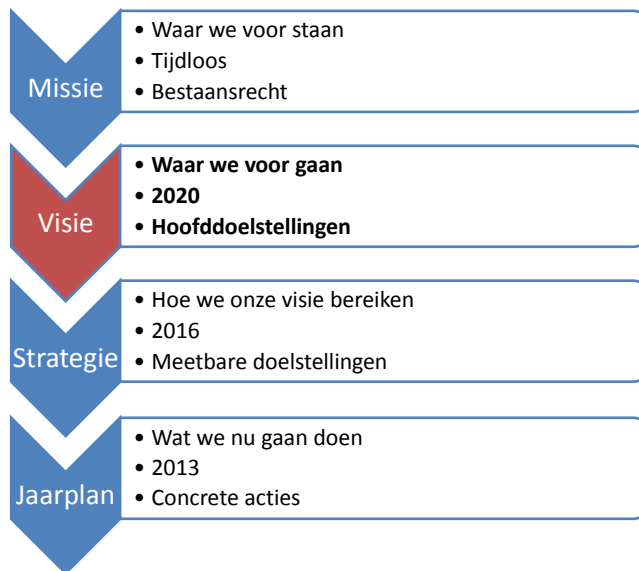 Missie
• Waar we voor staan
• Tijdloos
• Bestaansrecht
Visie
• Waar we voor gaan
• 2020
• Hoofddoelstellingen
Strategie
• Hoe we onze visie bereiken
• 2016
• Meetbare doelstellingen
Jaarplan
• Wat we nu gaan doen
• 2013
• Concrete acties